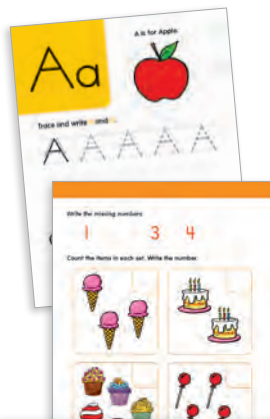 Aa
A is for Apple
Trace and write and
A A A A A
Write the missing numbers:
1 3 4
Count the items in each set. Write the number.